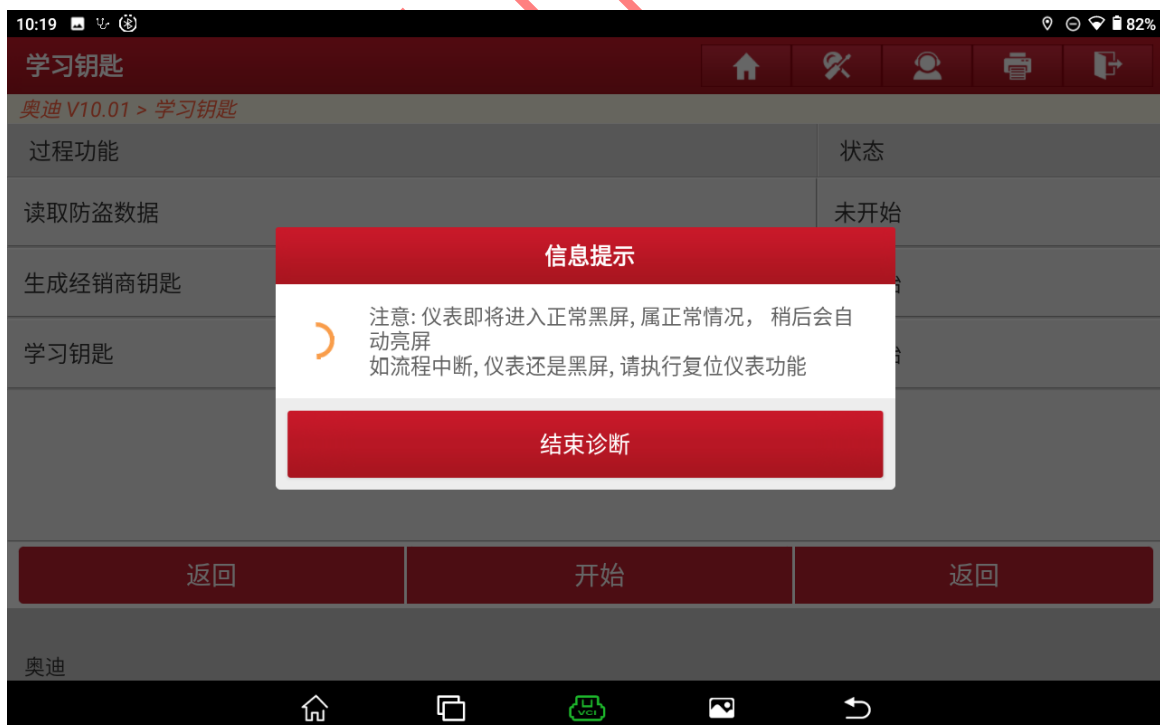 10:19
82%
学习钥匙
奥迪 V10.01 > 学习钥匙
过程功能
状态
读取防盗数据
未开始
生成经销商钥匙
学习钥匙
信息提示
注意: 仪表即将进入正常黑屏, 属正常情况， 稍后会自
动亮屏
如流程中断, 仪表还是黑屏, 请执行复位仪表功能
结束诊断
返回
开始
返回
奥迪
VCI